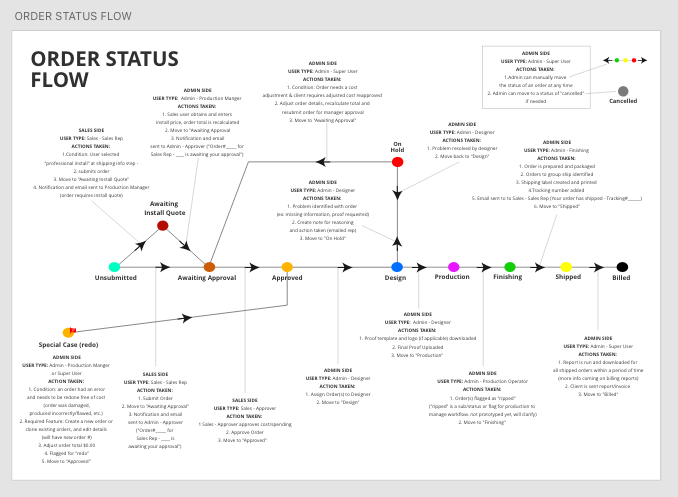 ORDER STATUS FLOW
ORDER STATUS
FLOW
ADMIN SIDE
USER TYPE: Admin - Super User
ACTIONS TAKEN:
1. Condition: Order needs a cost
adjustment & client requires adjusted cost reapproved
2. Adjust order details, recalculate total and
resubmit order for manager approval
3. Move to "Awaiting Approval"
ADMIN SIDE
USER TYPE: Admin - Super User
ACTIONS TAKEN:
1.Admin can manually move
the status of an order at any time
2. Admin can move to a status of "cancelled"
if needed
Cancelled
ADMIN SIDE
USER TYPE: Admin - Production Manger
ACTIONS TAKEN:
1. Sales user obtains and enters
install price, order total is recalculated
2. Move to "Awaiting Approval
3. Notification and email
sent to Admin - Approver ("Order#____ for
Sales Rep - ___ is awaiting your approval")
SALES SIDE
USER TYPE: Sales - Sales Rep
ACTIONS TAKEN:
1.Condition: User selected
"professional install" at shipping info step -
2. submits order
3. Move to "Awaiting Install Quote"
4. Notification and email sent to Production Manager
(order requires install quote)
ADMIN SIDE
USER TYPE: Admin - Designer
ACTIONS TAKEN:
1. Problem resolved by designer
2. Move back to "Design"
ADMIN SIDE
USER TYPE: Admin - Finishing
ACTIONS TAKEN:
1. Order is prepared and packaged
2. Orders to group ship identified
3. Shipping label created and printed
4.Tracking number added
5. Email sent to to Sales - Sales Rep (Your order has shipped - Tracking#_____)
6. Move to "Shipped"
On
Hold
ADMIN SIDE
USER TYPE: Admin - Designer
ACTIONS TAKEN:
1. Problem identified with order
(ex: missing information, proof requested)
2. Create note for reasoning
and action taken (emailed rep)
3. Move to "On Hold"
Awaiting
Install Quote
Unsubmitted
Awaiting Approval
Approved
Design
Production
Finishing
Shipped
Billed
Special Case (redo)
ADMIN SIDE
USER TYPE: Admin - Production Manger
or Super User
ACTION TAKEN:
1. Condition: an order had an error
and needs to be redone free of cost
(order was damaged,
produced incorrectly/flawed, etc.)
2. Required Feature: Create a new order or
clone existing orders, and edit details
(will have new order #)
3. Adjust order total $0.00
4. Flagged for "redo"
5. Move to "Approved"
SALES SIDE
USER TYPE: Sales - Sales Rep
ACTION TAKEN:
1. Submit Order
2. Move to "Awaiting Approval"
3. Notification and email
sent to Admin - Approver
("Order#____ for
Sales Rep - ____ is
awaiting your approval")
SALES SIDE
USER TYPE: Sales - Approver
ACTION TAKEN:
1 Sales - Approver approves cost/spending
2. Approve Order
3. Move to "Approved"
ADMIN SIDE
USER TYPE: Admin - Designer
ACTION TAKEN:
1. Assign Order(s) to Designer
2. Move to "Design"
ADMIN SIDE
USER TYPE: Admin - Designer
ACTION TAKEN:
1. Proof template and logo (if applicable) downloaded
2. Final Proof Uploaded
3. Move to "Production"
ADMIN SIDE
USER TYPE: Admin - Production Operator
ACTION TAKEN:
1. Order(s) flagged as "ripped"
("ripped" is a sub/status or flag for production to
manage workflow. not prototyped yet, will clarify)
2. Move to "Finishing"
ADMIN SIDE
USER TYPE: Admin - Super User
ACTION TAKEN:
1. Report is run and downloaded for
all shipped orders within a period of time
(more info coming on billing reports)
2. Client is sent report/invoice
3. Move to "Billed"